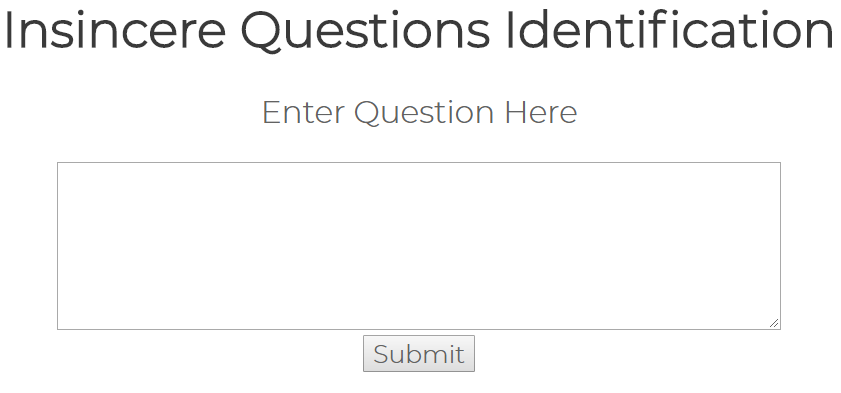 Insincere Questions Identification
Enter Question Here
Submit